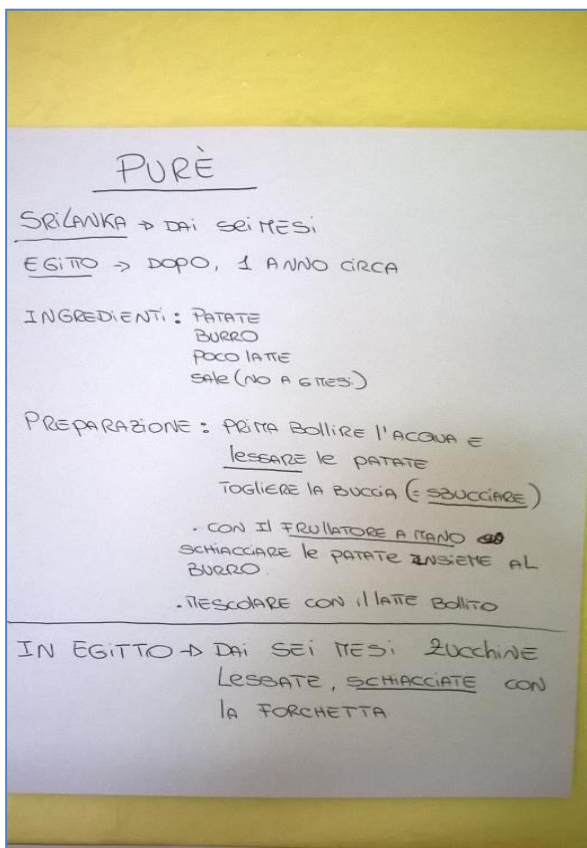 PURÈ
SRILANKA → DAI SEI MESI
EGITTO → DOPO, 1 ANNO CIRCA
INGREDIENTI: PATATE
BURRO
POCO LATTE
SALE (NO A 6 MESI)
PREPARAZIONE: PRIMA BOLLIRE L'ACQUA E
LESSARE LE PATATE
TOGLIERE LA BUCCIA (= SBUCCIARE)
. CON IL FRULLATORE A MANO
SCHIACCIARE LE PATATE INSIEME AL
BURRO.
. MESCOLARE CON IL LATTE BOLLITO
IN EGITTO → DAI SEI MESI ZUCCHINE
LESSATE, SCHIACCIATE CON
LA FORCHETTA